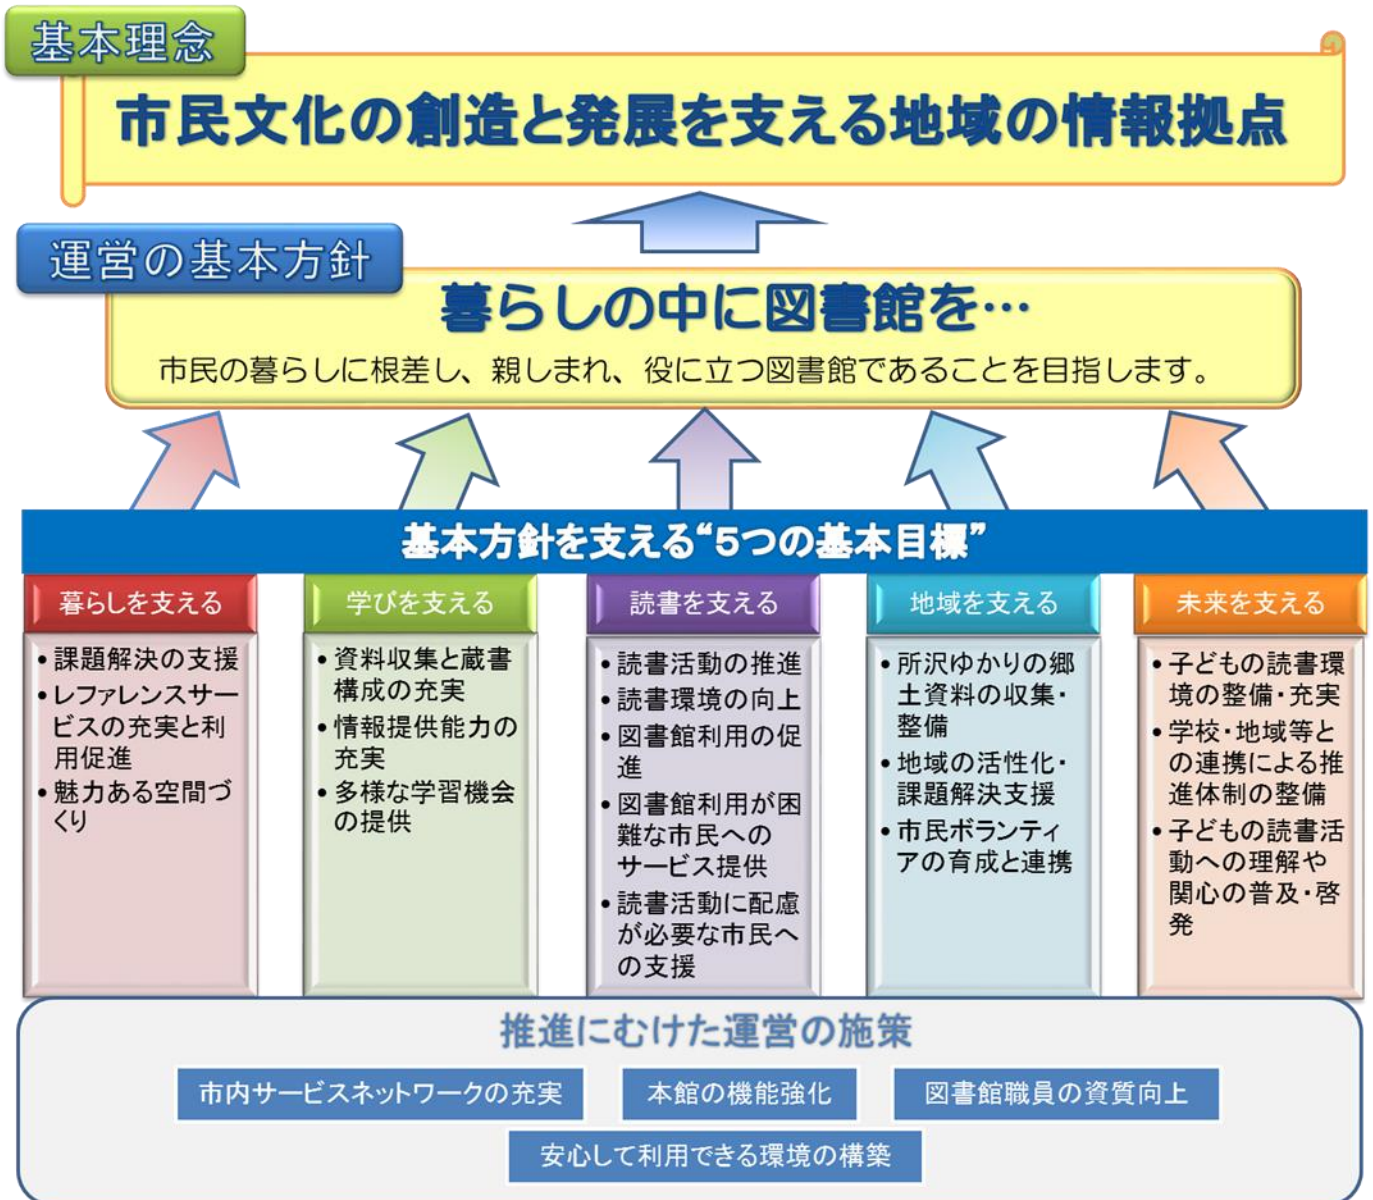 基本理念
市民文化の創造と発展を支える地域の情報拠点
運営の基本方針
暮らしの中に図書館を…
市民の暮らしに根差し、親しまれ、役に立つ図書館であることを目指します。
基本方針を支える“5つの基本目標”
暮らしを支える
•課題解決の支援
•レファレンスサー
ビスの充実と利
用促進
•魅力ある空間づ
くり
学びを支える
•資料収集と蔵書
構成の充実
•情報提供能力の
充実
•多様な学習機会
の提供
読書を支える
•読書活動の推進
•読書環境の向上
•図書館利用の促
進
•図書館利用が困
難な市民への
サービス提供
•読書活動に配慮
が必要な市民へ
の支援
地域を支える
•所沢ゆかりの郷
土資料の収集・
整備
•地域の活性化・
課題解決支援
•市民ボランティ
アの育成と連携
未来を支える
•子どもの読書環
境の整備・充実
•学校・地域等と
の連携による推
進体制の整備
•子どもの読書活
動への理解や
関心の普及・啓
発
推進にむけた運営の施策
市内サービスネットワークの充実
本館の機能強化
図書館職員の資質向上
安心して利用できる環境の構築